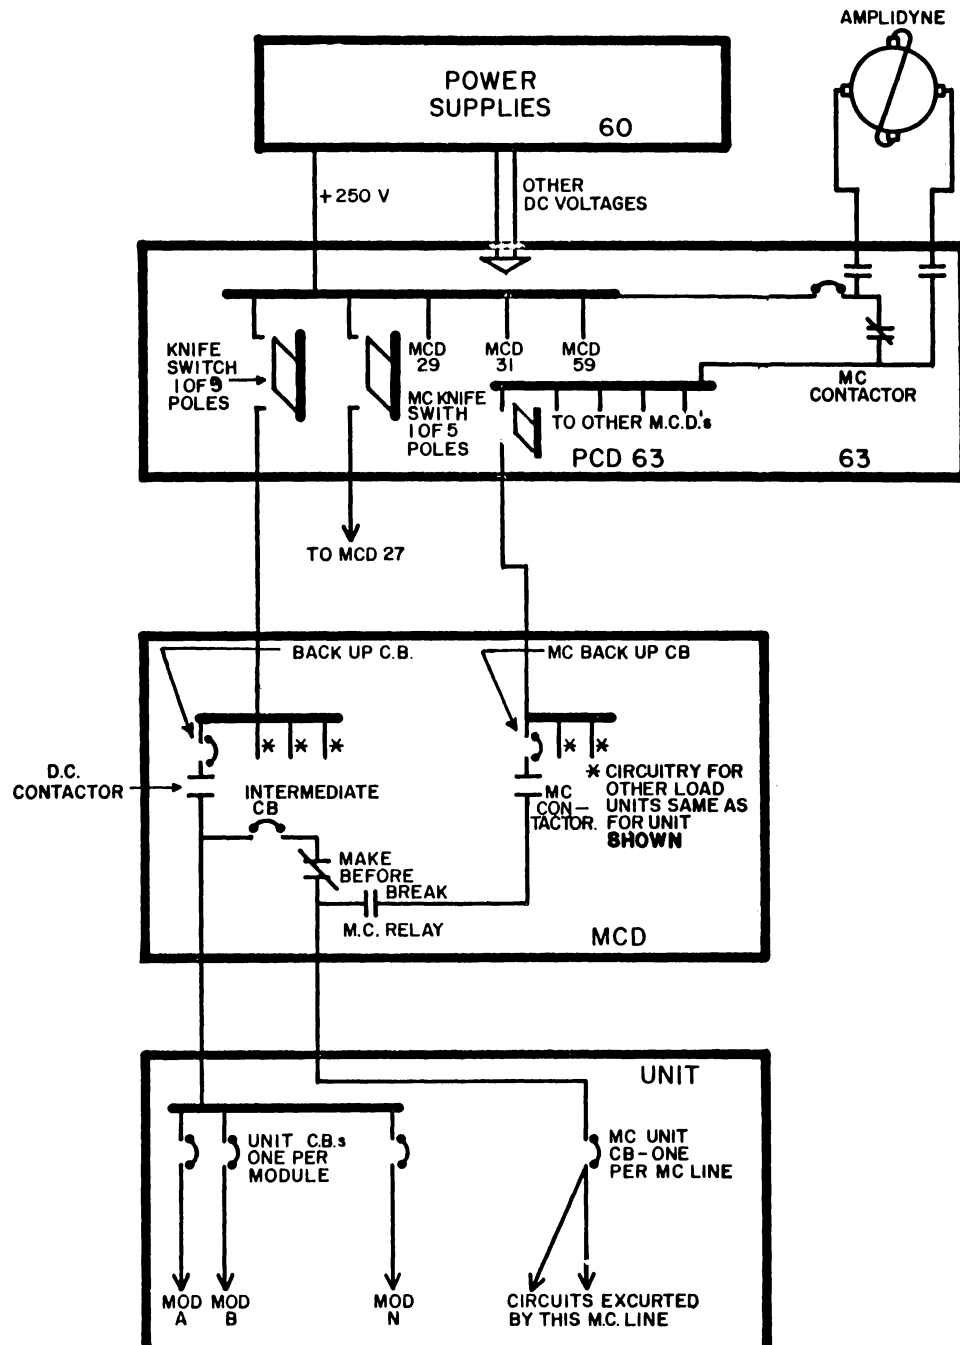 AMPLIDYNE
POWER
SUPPLIES
60
+250 V
OTHER
DC VOLTAGES
KNIFE
SWITCH
1 OF 9
POLES
MCD
29
MCD
31
MCD
59
MC KNIFE
SWITH
1 OF 5
POLES
TO OTHER M.C.D.'s
MC
CONTACTOR
PCD 63
63
TO MCD 27
BACK UP C.B.
MC BACK UP CB
* * *
* *
D.C.
CONTACTOR
INTERMEDIATE
CB
MC
CON-
TACTOR.
* CIRCUITRY FOR
OTHER LOAD
UNITS SAME AS
FOR UNIT
SHOWN
MAKE
BEFORE
BREAK
M.C. RELAY
MCD
UNIT
UNIT C.B.s
ONE PER
MODULE
MC UNIT
CB-ONE
PER MC LINE
MOD
A
MOD
B
MOD
N
CIRCUITS EXCURTED
BY THIS M.C. LINE